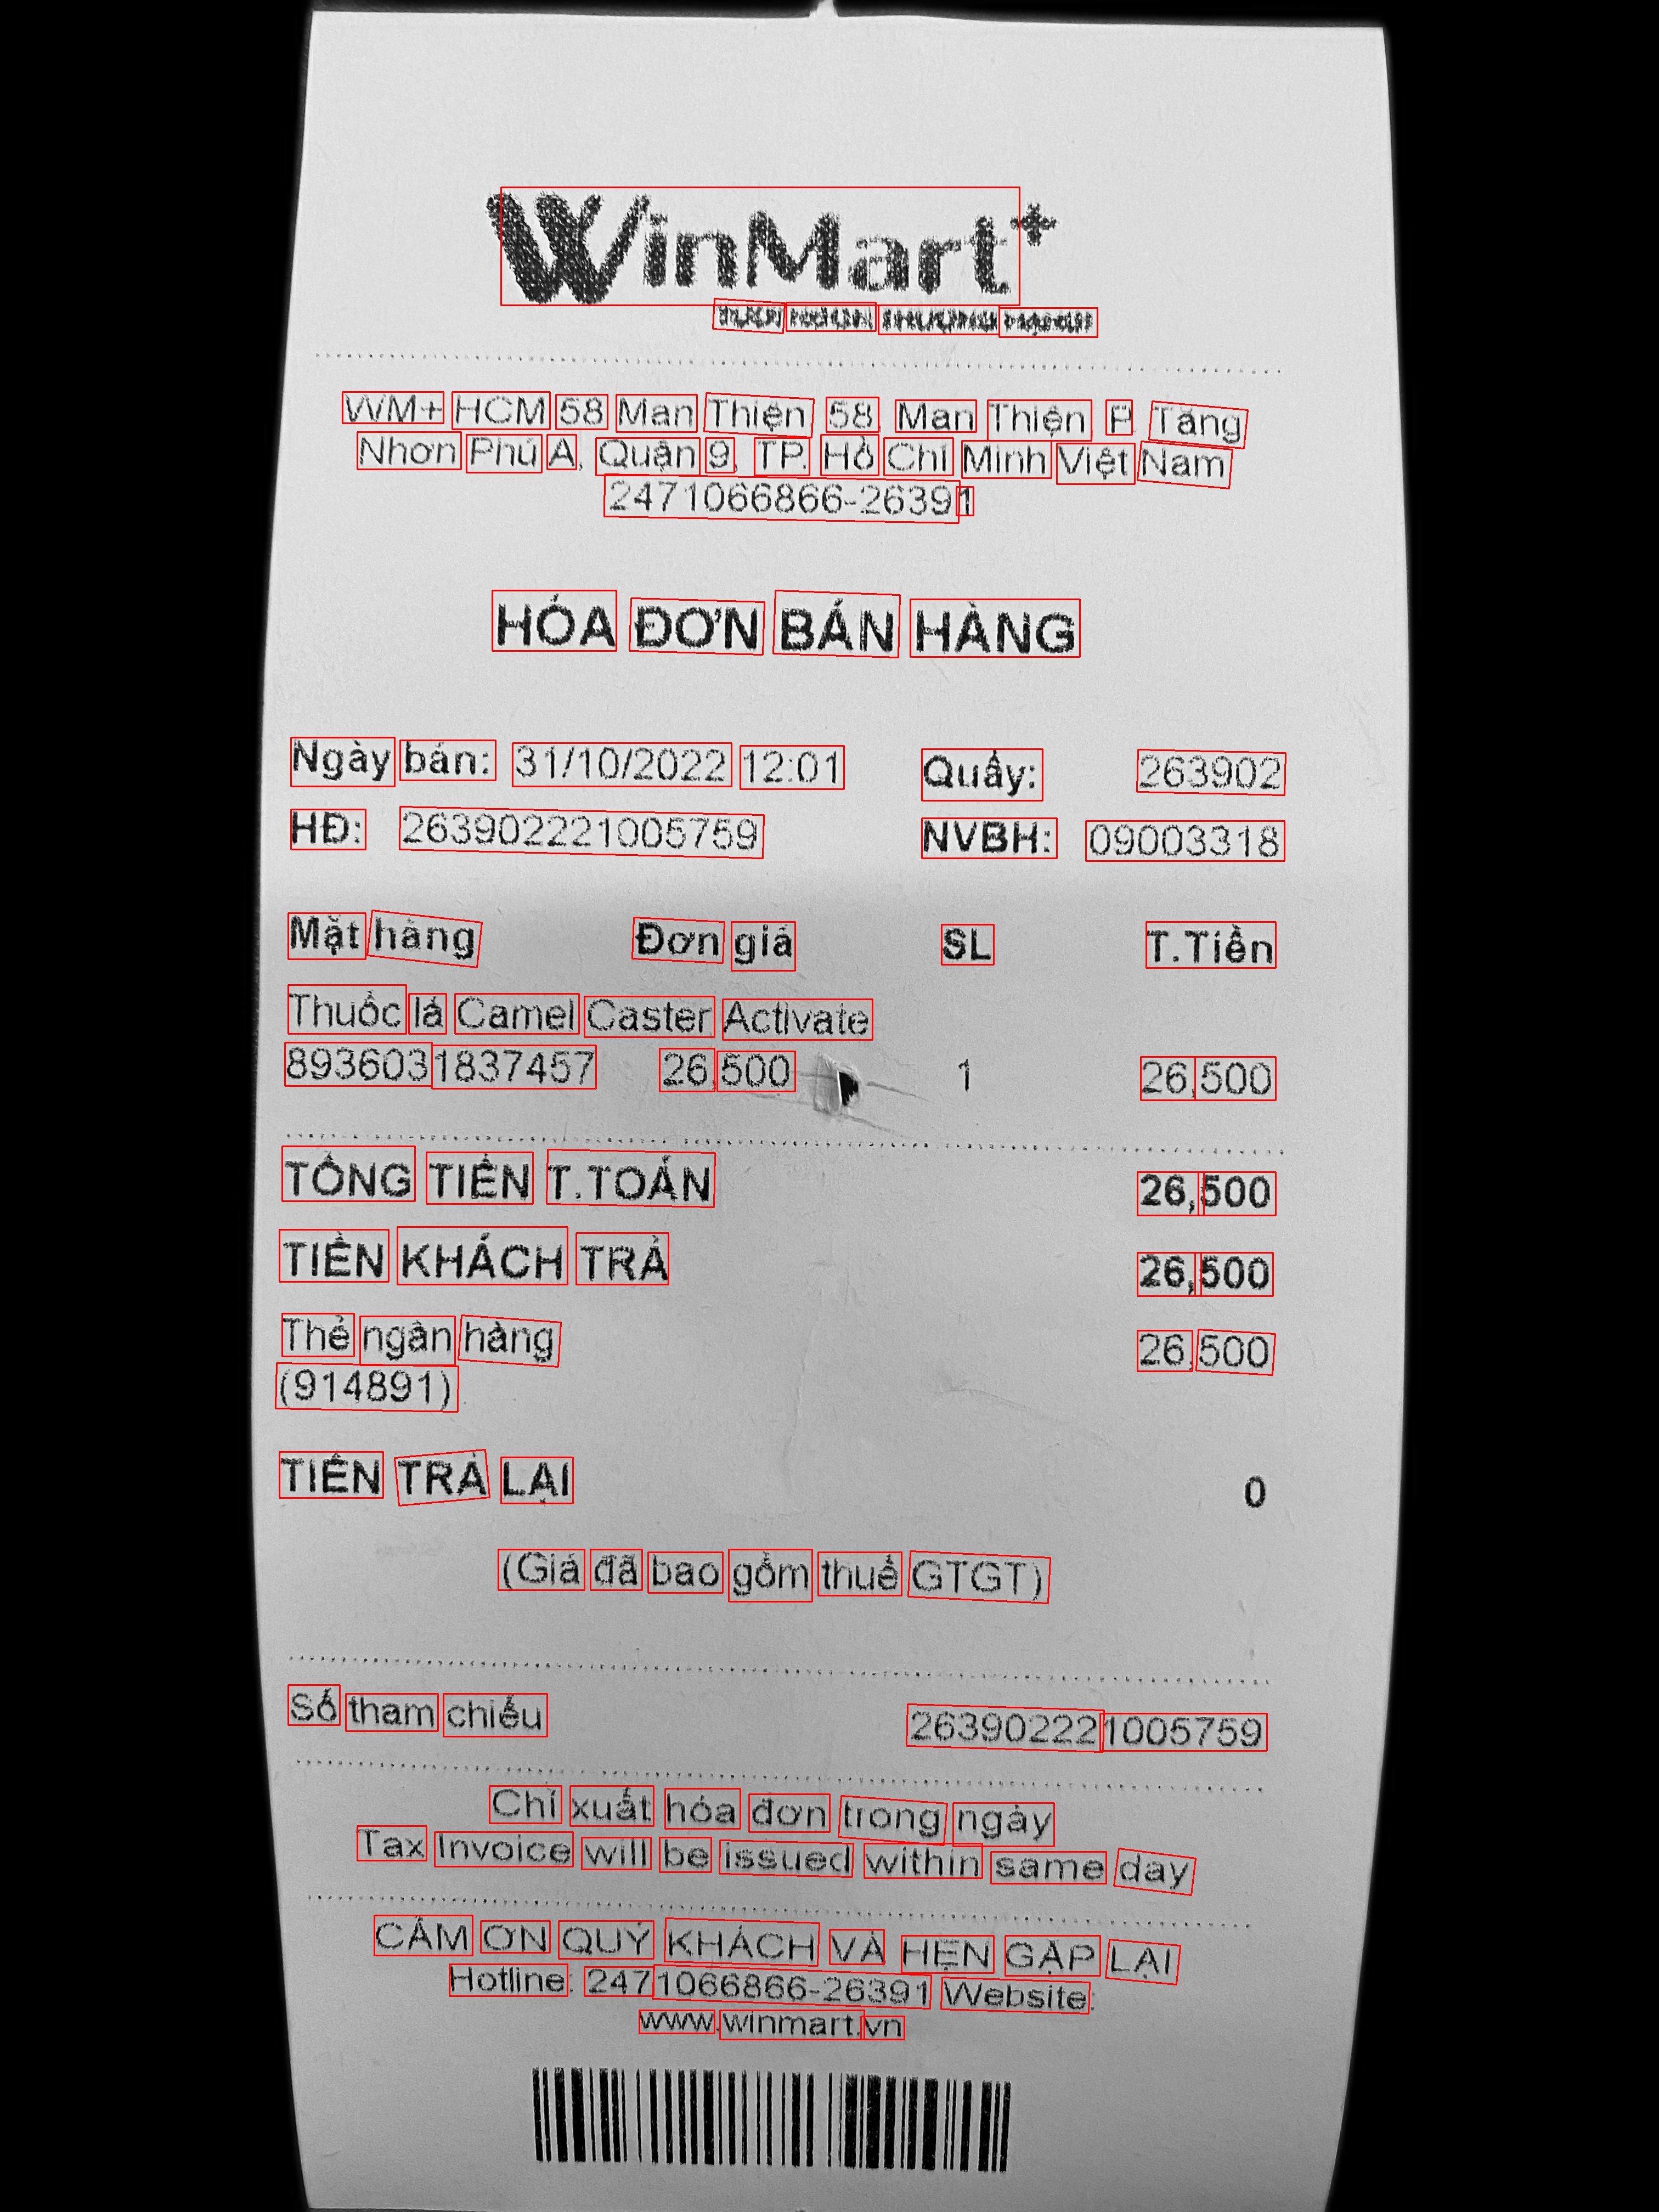 WinMart+
WM+ HCM 58 Man Thiện 58, Man Thiện, P. Tăng
Nhơn Phú A, Quận 9, TP. Hồ Chí Minh Việt Nam
2471066866-26391
HÓA ĐƠN BÁN HÀNG
Ngày bán: 31/10/2022 12:01 Quầy: 263902
HĐ: 263902221005759 NVBH: 09003318
Mặt hàng Đơn giá SL T.Tiền
Thuốc lá Camel Caster Activate
8936031837457 26,500 1 26,500
TỔNG TIỀN T.TOÁN 26,500
TIỀN KHÁCH TRẢ 26,500
Thẻ ngân hàng 26,500
(914891)
TIỀN TRẢ LẠI 0
(Giá đã bao gồm thuế GTGT)
Số tham chiếu 263902221005759
Chỉ xuất hóa đơn trong ngày
Tax Invoice will be issued within same day
CẢM ƠN QUÝ KHÁCH VÀ HẸN GẶP LẠI
Hotline: 2471066866-26391 Website:
www.winmart.vn